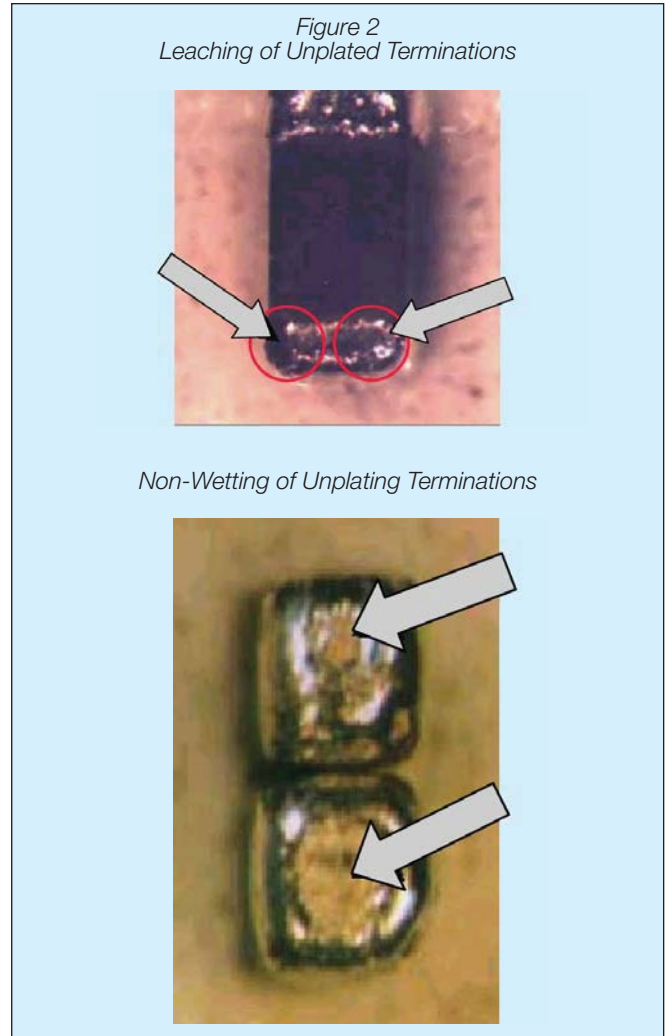 Figure 2
Leaching of Unplated Terminations
Non-Wetting of Unplating Terminations